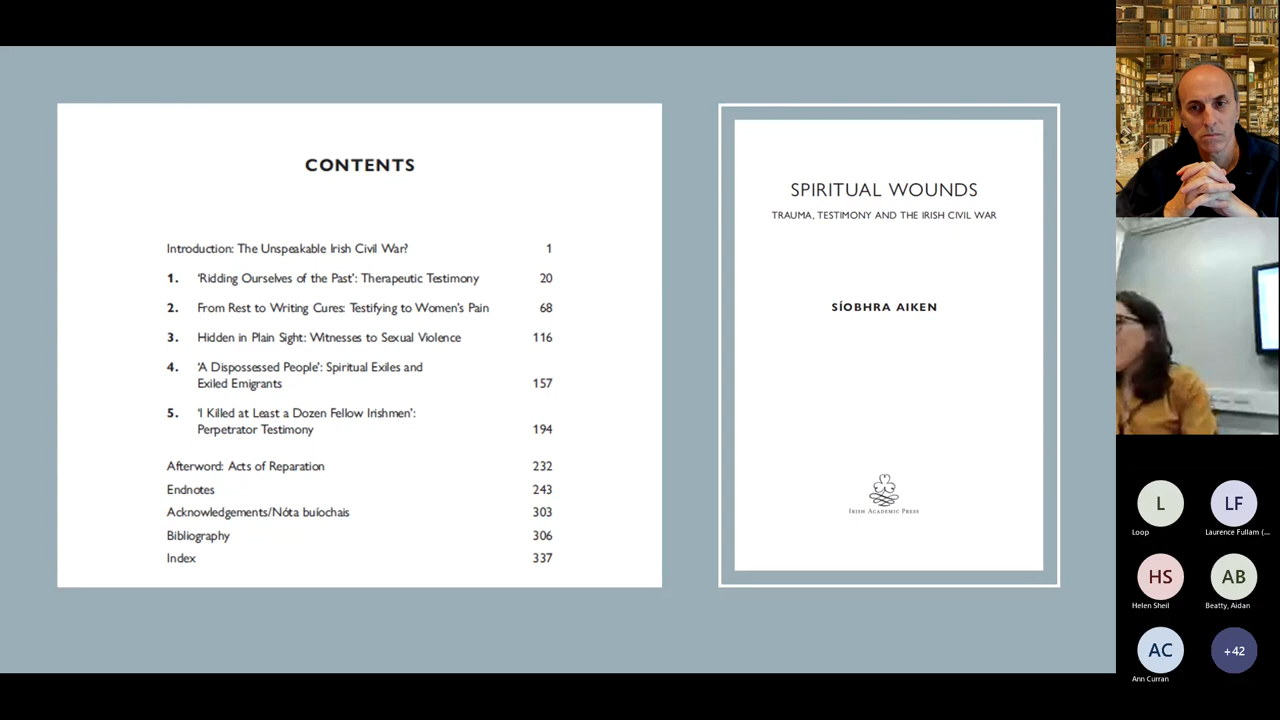 CONTENTS
Introduction: The Unspeakable Irish Civil War? 1
1. ‘Ridding Ourselves of the Past’: Therapeutic Testimony 20
2. From Rest to Writing Cures: Testifying to Women’s Pain 68
3. Hidden in Plain Sight: Witnesses to Sexual Violence 116
4. ‘A Dispossessed People’: Spiritual Exiles and
Exiled Emigrants 157
5. ‘I Killed at Least a Dozen Fellow Irishmen’:
Perpetrator Testimony 194
Afterword: Acts of Reparation 232
Endnotes 243
Acknowledgements/Nóta buíochais 303
Bibliography 306
Index 337
SPIRITUAL WOUNDS
TRAUMA, TESTIMONY AND THE IRISH CIVIL WAR
SÍOBHRA AIKEN
IRISH ACADEMIC PRESS
L
Loop
LF
Laurence Fullam (...
HS
Helen Sheil
AB
Beatty, Aidan
AC
Ann Curran
+42